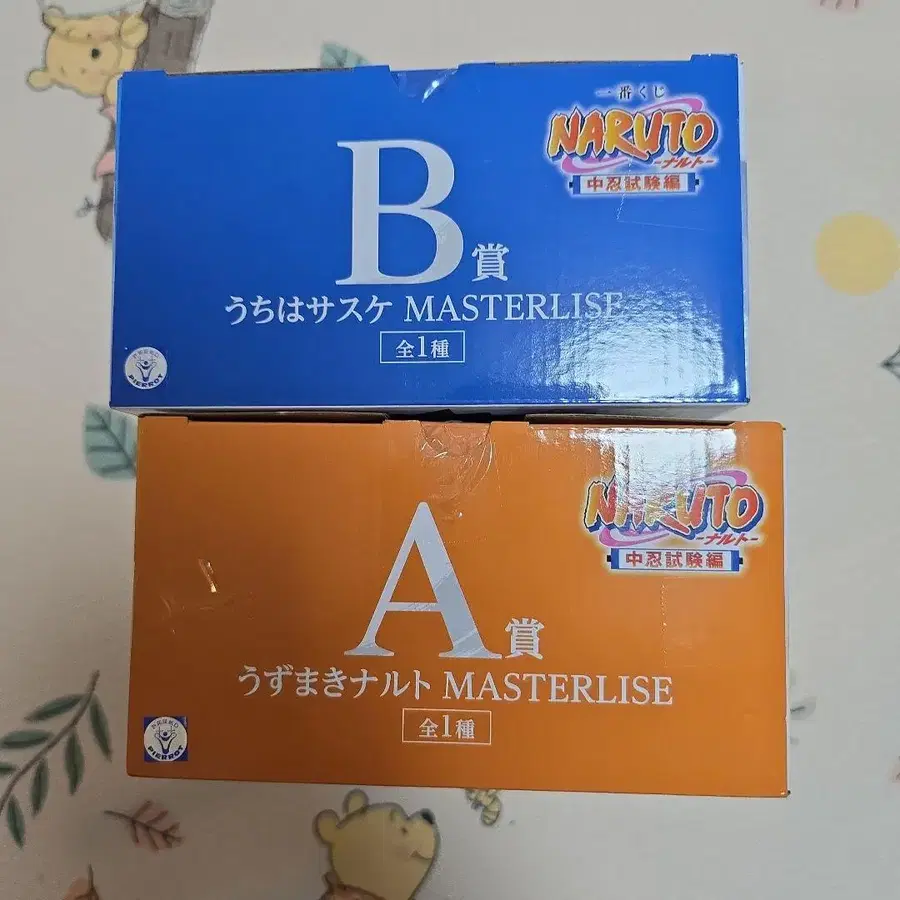 一番くじ
NARUTO
-ナルト-
中忍試験編
B賞
うちはサスケ MASTERLISE
全1種
PIERROT
NARUTO
-ナルト-
中忍試験編
A賞
うずまきナルト MASTERLISE
全1種
PIERROT